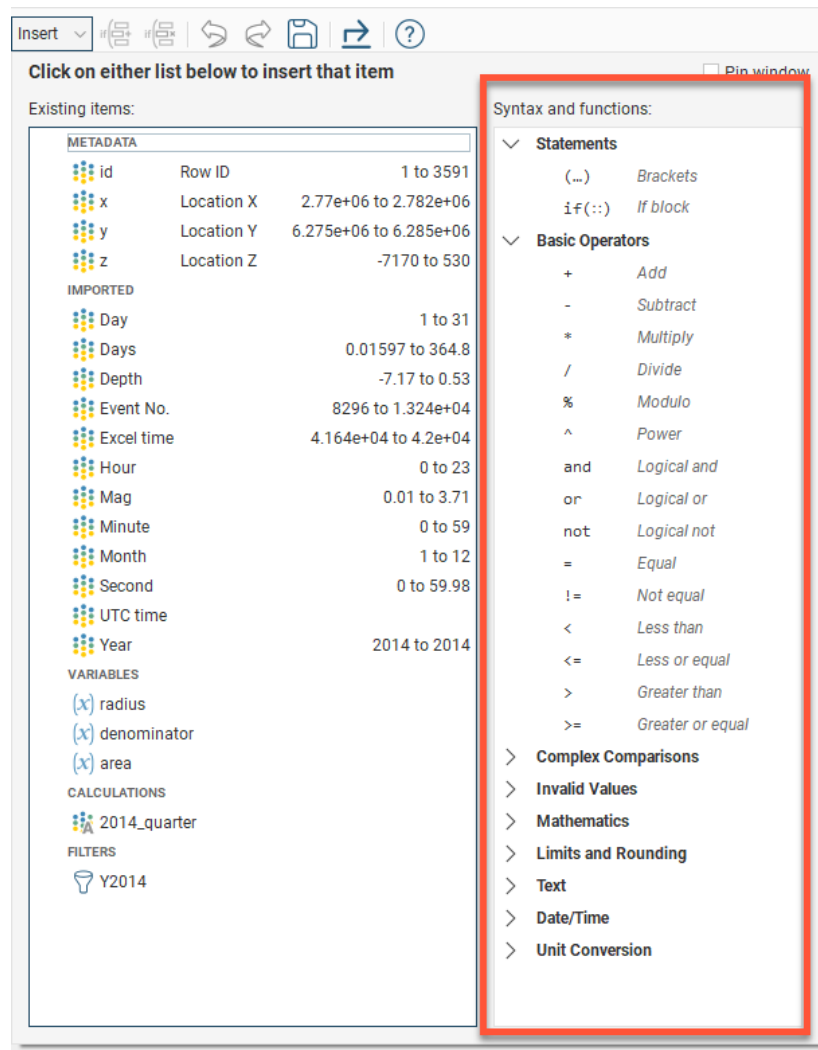 Insert
Click on either list below to insert that item
Pin window
Existing items:
METADATA
id Row ID 1 to 3591
x Location X 2.77e+06 to 2.782e+06
y Location Y 6.275e+06 to 6.285e+06
z Location Z -7170 to 530
IMPORTED
Day 1 to 31
Days 0.01597 to 364.8
Depth -7.17 to 0.53
Event No. 8296 to 1.324e+04
Excel time 4.164e+04 to 4.2e+04
Hour 0 to 23
Mag 0.01 to 3.71
Minute 0 to 59
Month 1 to 12
Second 0 to 59.98
UTC time
Year 2014 to 2014
VARIABLES
(x) radius
(x) denominator
(x) area
CALCULATIONS
2014_quarter
FILTERS
Y2014
Syntax and functions:
Statements
(…) Brackets
if(::) If block
Basic Operators
+ Add
- Subtract
* Multiply
/ Divide
% Modulo
^ Power
and Logical and
or Logical or
not Logical not
= Equal
!= Not equal
< Less than
<= Less or equal
> Greater than
>= Greater or equal
Complex Comparisons
Invalid Values
Mathematics
Limits and Rounding
Text
Date/Time
Unit Conversion